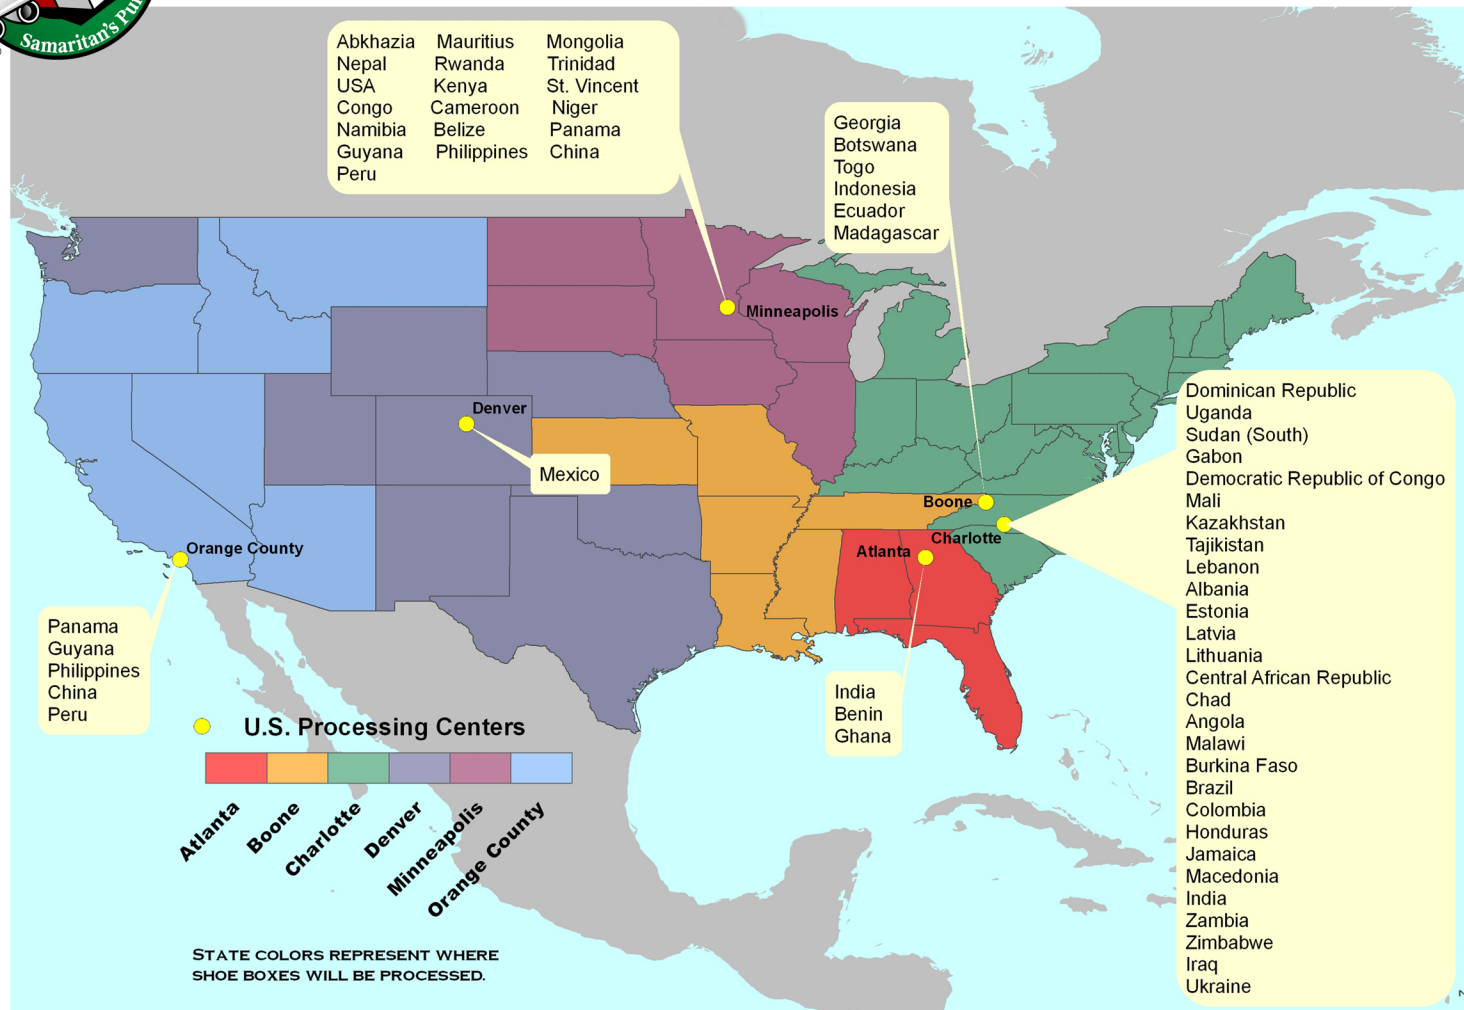 Samaritan's Pur
Abkhazia Mauritius Mongolia
Nepal Rwanda Trinidad
USA Kenya St. Vincent
Congo Cameroon Niger
Namibia Belize Panama
Guyana Philippines China
Peru
Georgia
Botswana
Togo
Indonesia
Ecuador
Madagascar
Minneapolis
Denver
Mexico
Boone
Charlotte
Atlanta
Orange County
Dominican Republic
Uganda
Sudan (South)
Gabon
Democratic Republic of Congo
Mali
Kazakhstan
Tajikistan
Lebanon
Albania
Estonia
Latvia
Lithuania
Central African Republic
Chad
Angola
Malawi
Burkina Faso
Brazil
Colombia
Honduras
Jamaica
Macedonia
India
Zambia
Zimbabwe
Iraq
Ukraine
Panama
Guyana
Philippines
China
Peru
India
Benin
Ghana
U.S. Processing Centers
Atlanta
Boone
Charlotte
Denver
Minneapolis
Orange County
STATE COLORS REPRESENT WHERE
SHOE BOXES WILL BE PROCESSED.